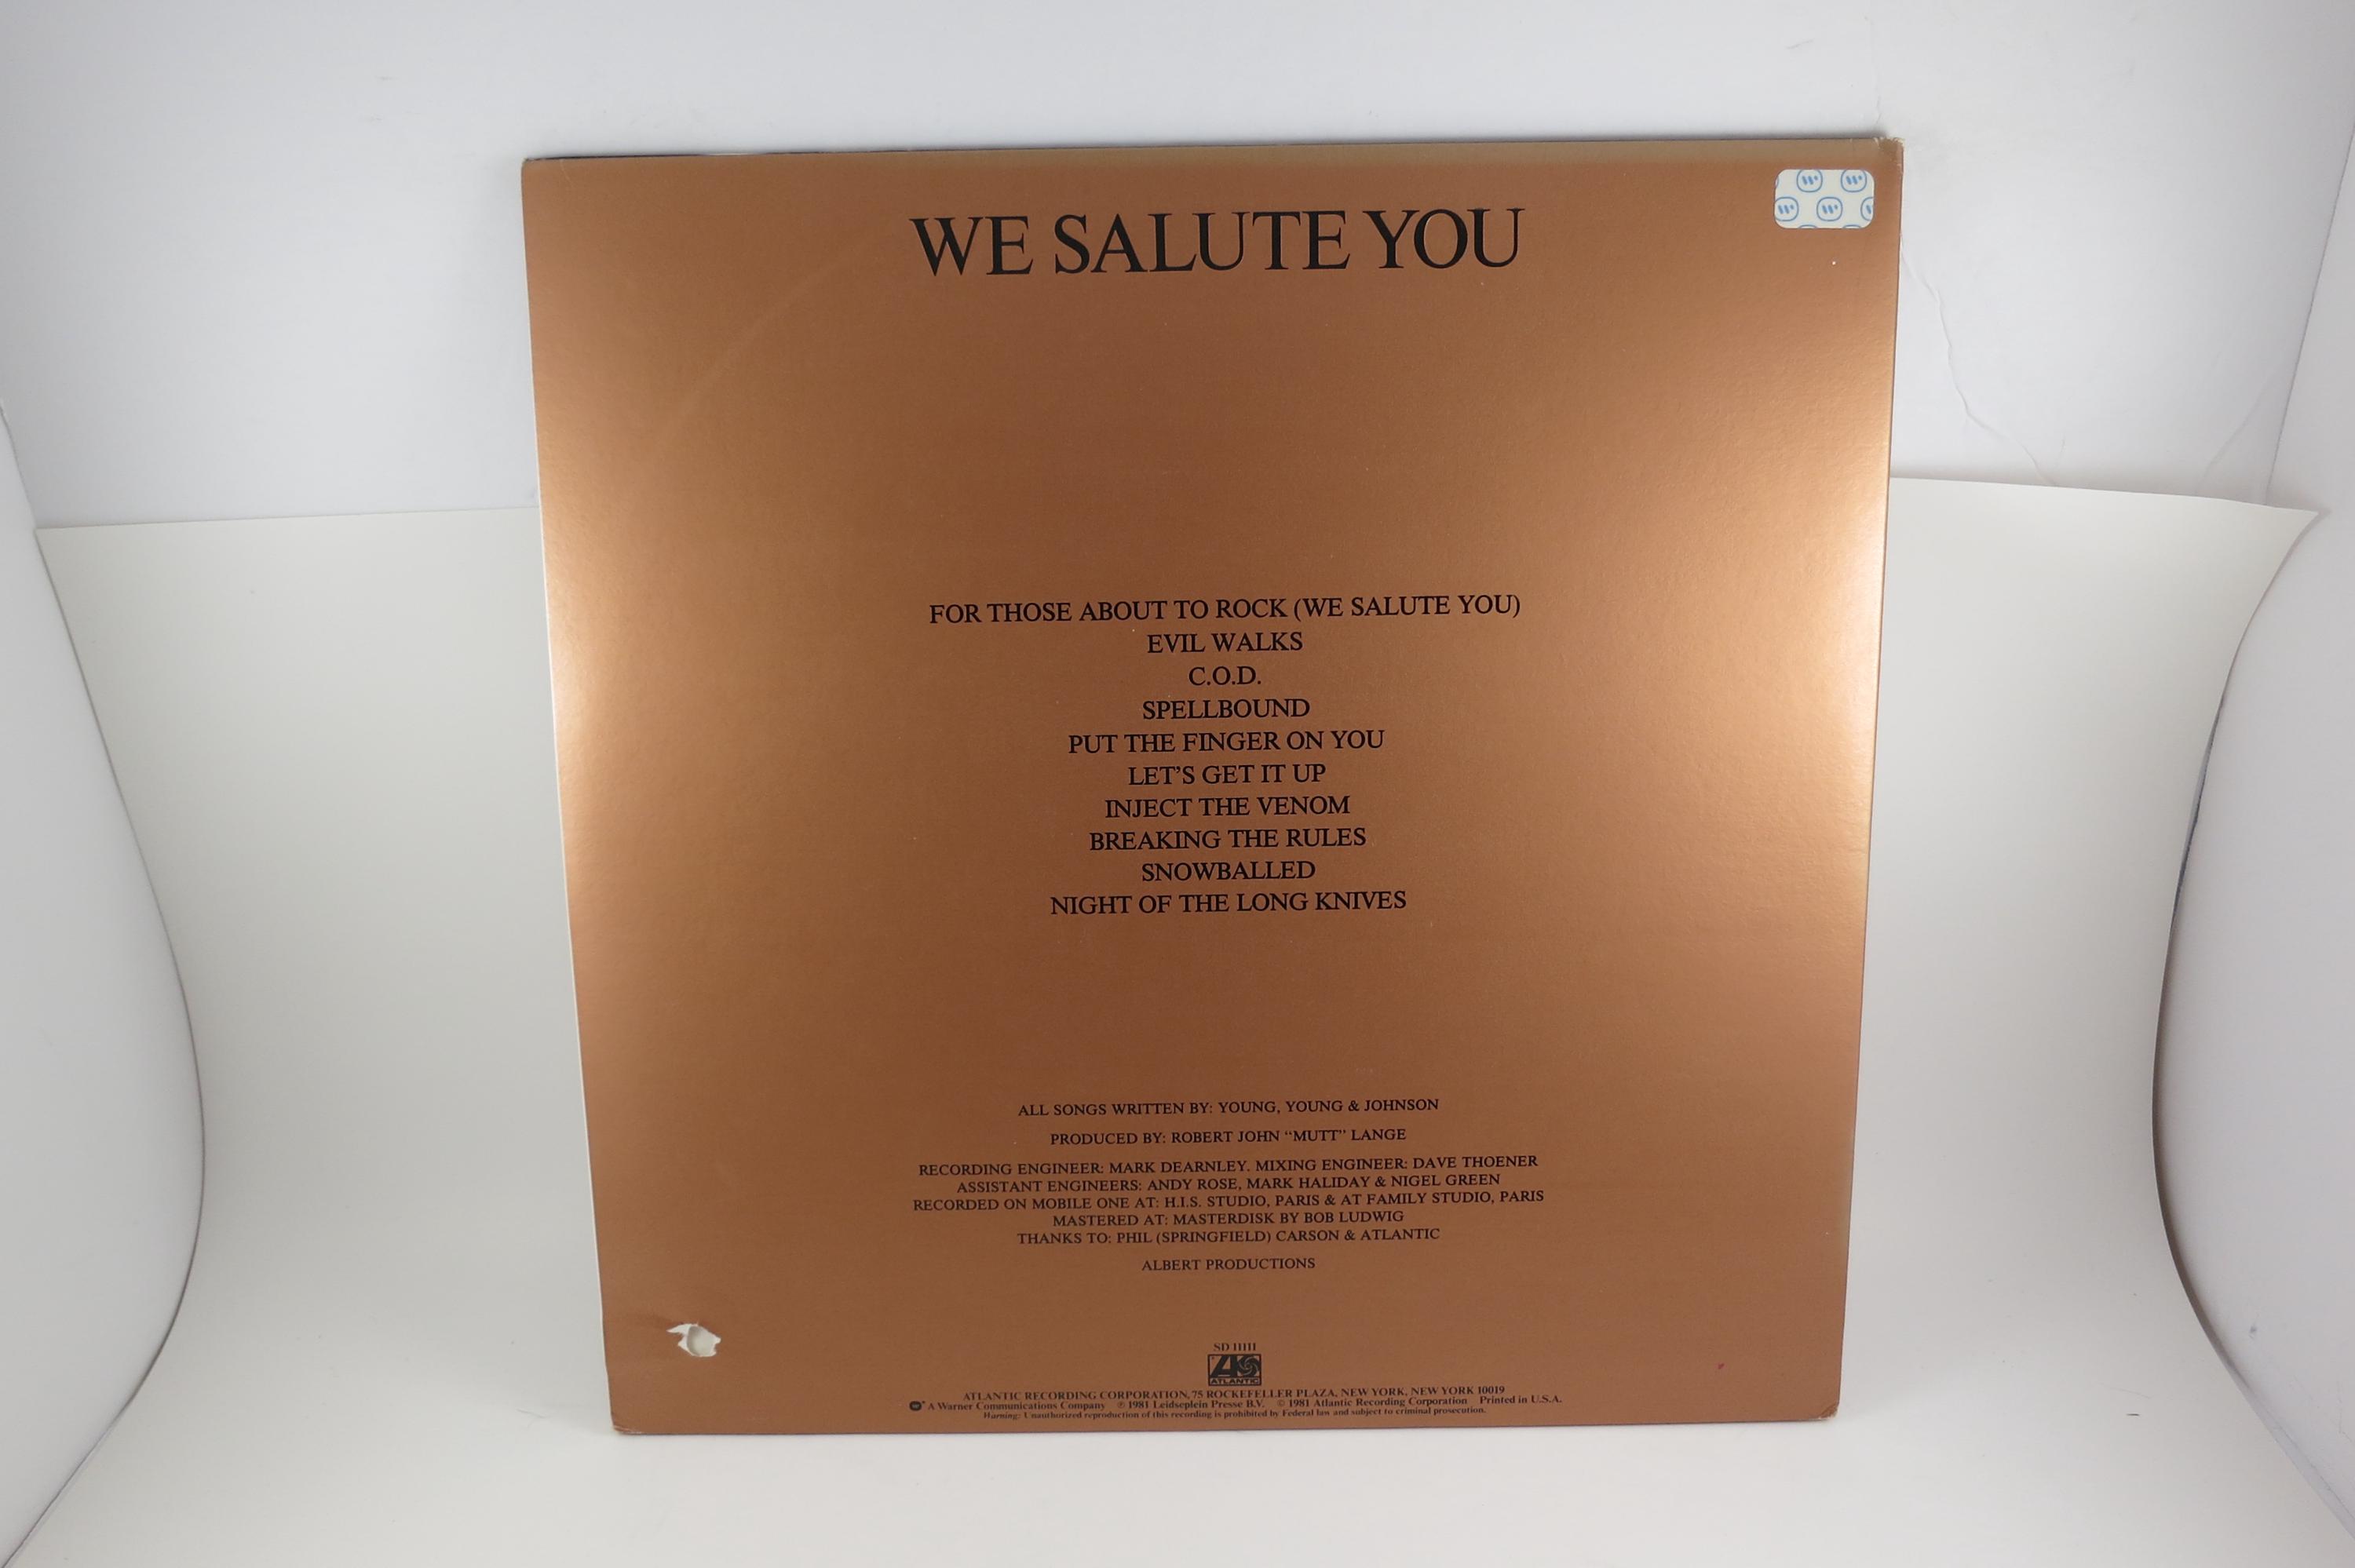 WE SALUTE YOU
FOR THOSE ABOUT TO ROCK (WE SALUTE YOU)
EVIL WALKS
C.O.D.
SPELLBOUND
PUT THE FINGER ON YOU
LET'S GET IT UP
INJECT THE VENOM
BREAKING THE RULES
SNOWBALLED
NIGHT OF THE LONG KNIVES
ALL SONGS WRITTEN BY: YOUNG, YOUNG & JOHNSON
PRODUCED BY: ROBERT JOHN "MUTT" LANGE
RECORDING ENGINEER: MARK DEARNLEY. MIXING ENGINEER: DAVE THOENER
ASSISTANT ENGINEERS: ANDY ROSE, MARK HALIDAY & NIGEL GREEN
RECORDED ON MOBILE ONE AT: H.I.S. STUDIO, PARIS & AT FAMILY STUDIO, PARIS
MASTERED AT: MASTERDISK BY BOB LUDWIG
THANKS TO: PHIL (SPRINGFIELD) CARSON & ATLANTIC
ALBERT PRODUCTIONS
SD 11111
ATLANTIC
ATLANTIC RECORDING CORPORATION, 75 ROCKEFELLER PLAZA, NEW YORK, NEW YORK 10019
A Warner Communications Company ℗ 1981 Leidseplein Presse B.V. © 1981 Atlantic Recording Corporation Printed in U.S.A.
Warning: Unauthorized reproduction of this recording is prohibited by Federal law and subject to criminal prosecution.